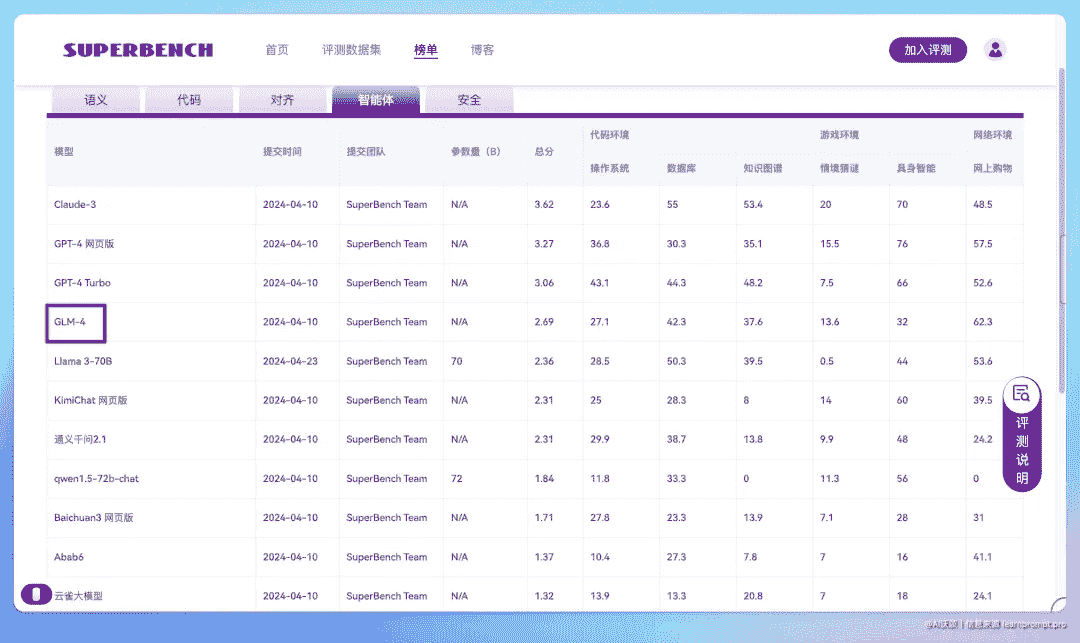 SUPERBENCH 首页 评测数据集 榜单 博客 加入评测
语义 代码 对齐 智能体 安全
代码环境 游戏环境 网络环境
模型 提交时间 提交团队 参数量（B） 总分
操作系统 数据库 知识图谱 情境猜谜 具身智能 网上购物
Claude-3 2024-04-10 SuperBench Team N/A 3.62 23.6 55 53.4 20 70 48.5
GPT-4 网页版 2024-04-10 SuperBench Team N/A 3.27 36.8 30.3 35.1 15.5 76 57.5
GPT-4 Turbo 2024-04-10 SuperBench Team N/A 3.06 43.1 44.3 48.2 7.5 66 52.6
GLM-4 2024-04-10 SuperBench Team N/A 2.69 27.1 42.3 37.6 13.6 32 62.3
Llama 3-70B 2024-04-23 SuperBench Team 70 2.36 28.5 50.3 39.5 0.5 44 53.6
KimiChat 网页版 2024-04-10 SuperBench Team N/A 2.31 25 28.3 8 14 60 39.5
通义千问2.1 2024-04-10 SuperBench Team N/A 2.31 29.9 38.7 13.8 9.9 48 24.2
qwen1.5-72b-chat 2024-04-10 SuperBench Team 72 1.84 11.8 33.3 0 11.3 56 0
Baichuan3 网页版 2024-04-10 SuperBench Team N/A 1.71 27.8 23.3 13.9 7.1 28 31
Abab6 2024-04-10 SuperBench Team N/A 1.37 10.4 27.3 7.8 7 16 41.1
云雀大模型 2024-04-10 SuperBench Team N/A 1.32 13.9 13.3 20.8 7 18 24.1
评测说明
信息来源 learnprompt.pro